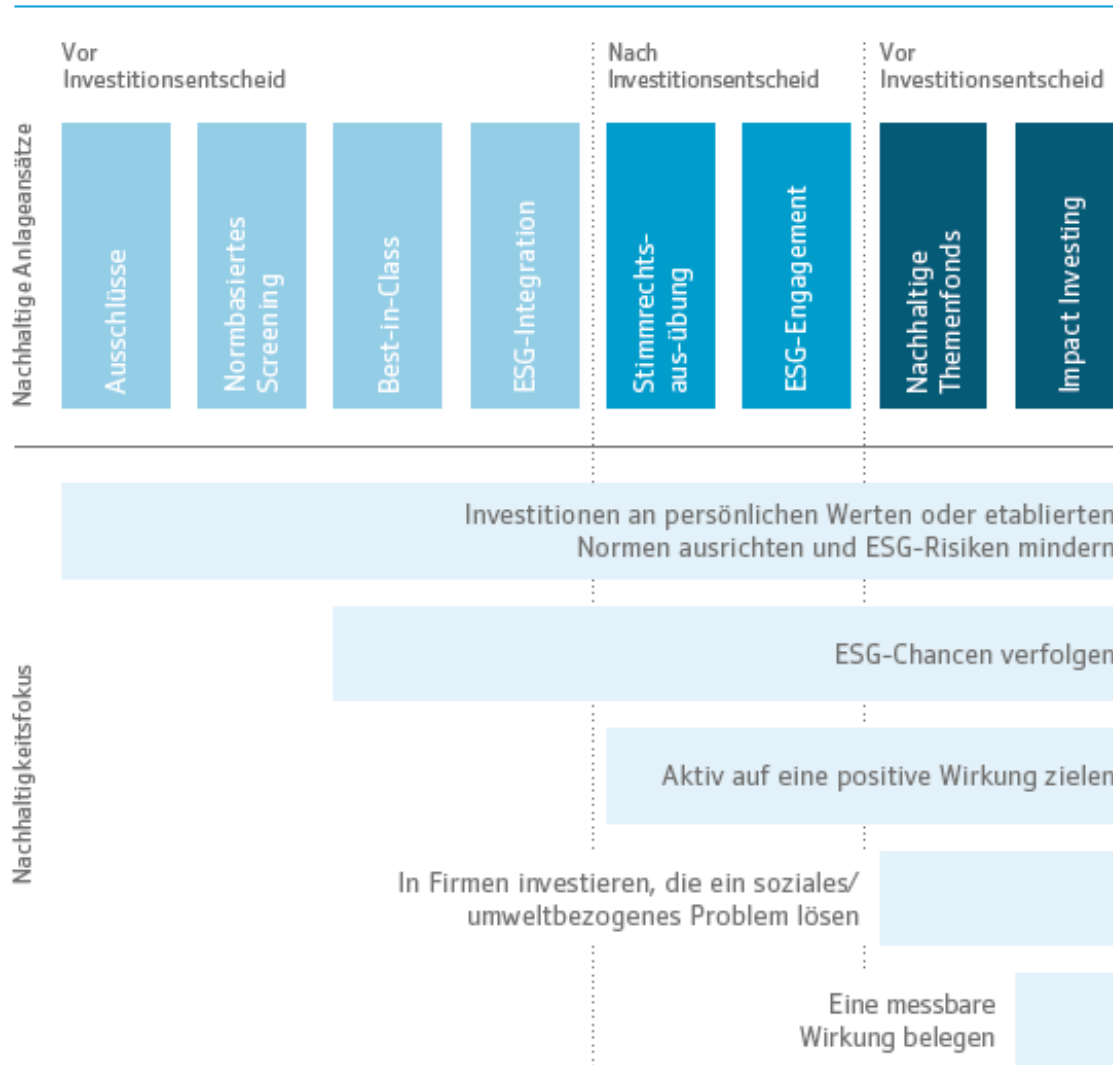 Vor
Investitionsentscheid
Nach
Investitionsentscheid
Vor
Investitionsentscheid
Nachhaltige Anlageansätze
Ausschlüsse
Normbasiertes
Screening
Best-in-Class
ESG-Integration
Stimmrechts-
aus-übung
ESG-Engagement
Nachhaltige
Themenfonds
Impact Investing
Nachhaltigkeitsfokus
Investitionen an persönlichen Werten oder etablierten
Normen ausrichten und ESG-Risiken mindern
ESG-Chancen verfolgen
Aktiv auf eine positive Wirkung zielen
In Firmen investieren, die ein soziales/
umweltbezogenes Problem lösen
Eine messbare
Wirkung belegen